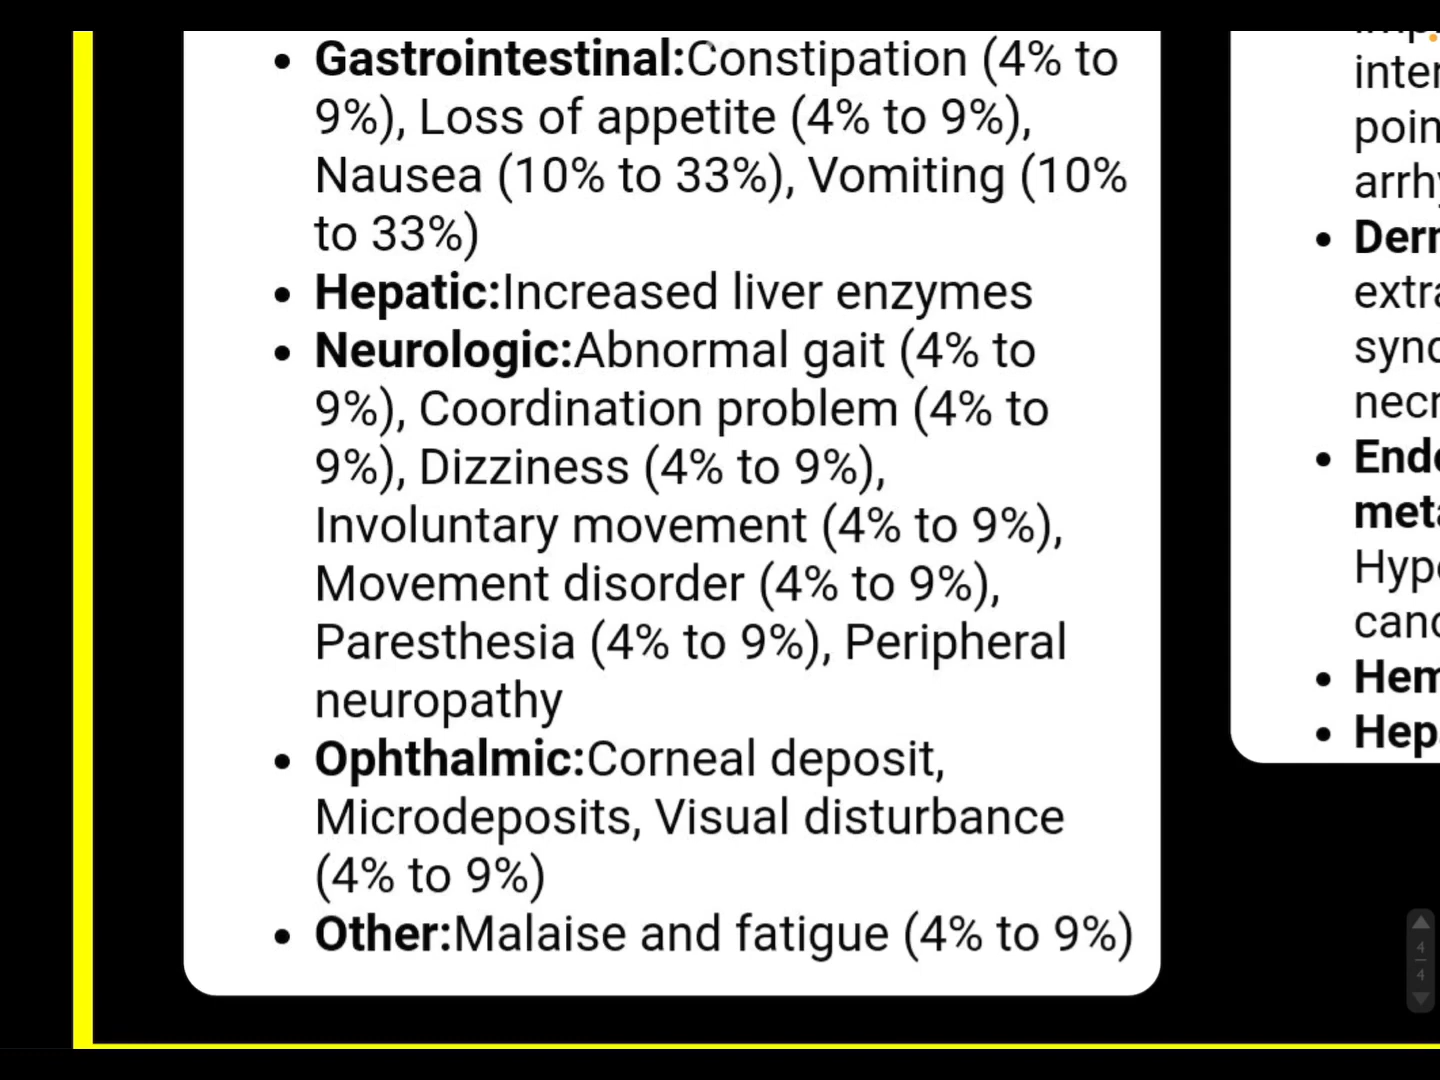 • Gastrointestinal:Constipation (4% to
9%), Loss of appetite (4% to 9%),
Nausea (10% to 33%), Vomiting (10%
to 33%)
• Hepatic:Increased liver enzymes
• Neurologic:Abnormal gait (4% to
9%), Coordination problem (4% to
9%), Dizziness (4% to 9%),
Involuntary movement (4% to 9%),
Movement disorder (4% to 9%),
Paresthesia (4% to 9%), Peripheral
neuropathy
• Ophthalmic:Corneal deposit,
Microdeposits, Visual disturbance
(4% to 9%)
• Other:Malaise and fatigue (4% to 9%)
4
4